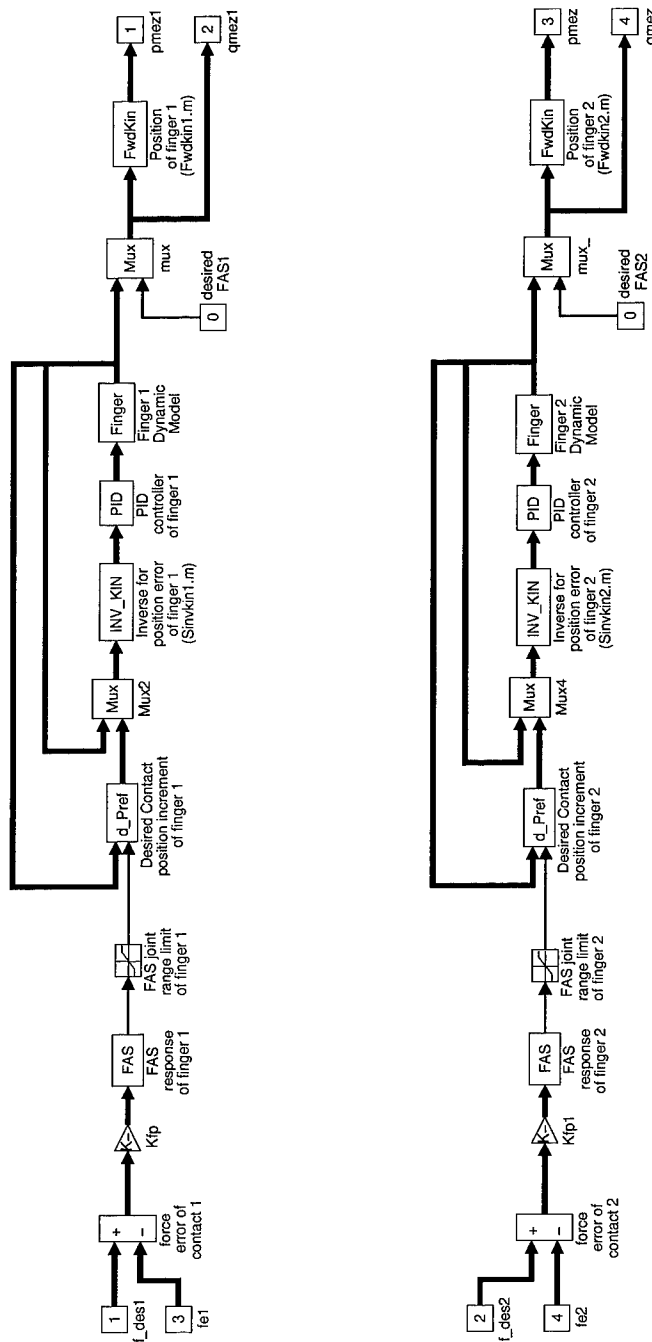 1
f_des1
3
fe1
+
−
force
error of
contact 1
K−
Kfp
FAS
FAS
response
of finger 1
FAS joint
range limit
of finger 1
d_Pref
Desired Contact
position increment
of finger 1
Mux
Mux2
INV_KIN
Inverse for
position error
of finger 1
(Sinvkin1.m)
PID
PID
controller
of finger 1
Finger
Finger 1
Dynamic
Model
0
desired
FAS1
Mux
mux
FwdKin
Position
of finger 1
(Fwdkin1.m)
1
pmez1
2
qmez1
2
f_des2
4
fe2
+
−
force
error of
contact 2
K−
Kfp1
FAS
FAS
response
of finger 2
FAS joint
range limit
of finger 2
d_Pref
Desired Contact
position increment
of finger 2
Mux
Mux4
INV_KIN
Inverse for
position error
of finger 2
(Sinvkin2.m)
PID
PID
controller
of finger 2
Finger
Finger 2
Dynamic
Model
0
desired
FAS2
Mux
mux_
FwdKin
Position
of finger 2
(Fwdkin2.m)
3
pmez
4